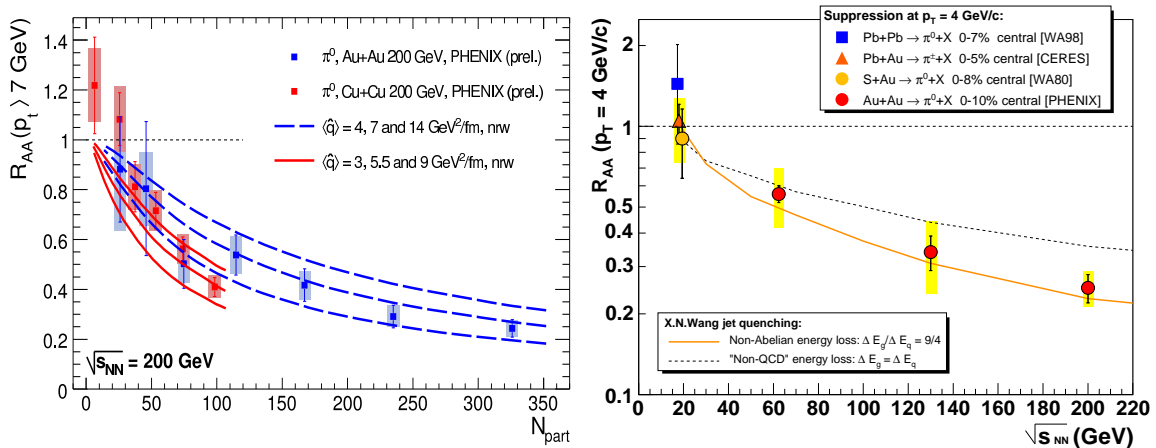 R_AA(p_t ⟩ 7 GeV)
1.4
1.2
1
0.8
0.6
0.4
0.2
0
π⁰, Au+Au 200 GeV, PHENIX (prel.)
π⁰, Cu+Cu 200 GeV, PHENIX (prel.)
⟨q̂⟩ = 4, 7 and 14 GeV²/fm, nrw
⟨q̂⟩ = 3, 5.5 and 9 GeV²/fm, nrw
√s_NN = 200 GeV
0 50 100 150 200 250 300 350
N_part
R_AA (p_T = 4 GeV/c)
2
1
0.5
0.4
0.3
0.2
0.1
Suppression at p_T = 4 GeV/c:
Pb+Pb → π⁰+X 0-7% central [WA98]
Pb+Au → π±+X 0-5% central [CERES]
S+Au → π⁰+X 0-8% central [WA80]
Au+Au → π⁰+X 0-10% central [PHENIX]
X.N.Wang jet quenching:
Non-Abelian energy loss: Δ E_g/Δ E_q = 9/4
"Non-QCD" energy loss: Δ E_g = Δ E_q
0 20 40 60 80 100 120 140 160 180 200 220
√s_NN (GeV)